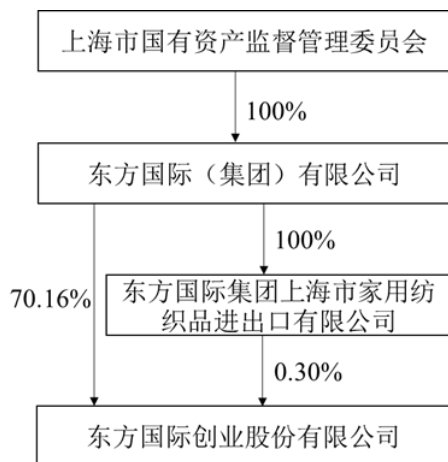 上海市国有资产监督管理委员会
100%
东方国际（集团）有限公司
100%
70.16%
东方国际集团上海市家用纺
织品进出口有限公司
0.30%
东方国际创业股份有限公司